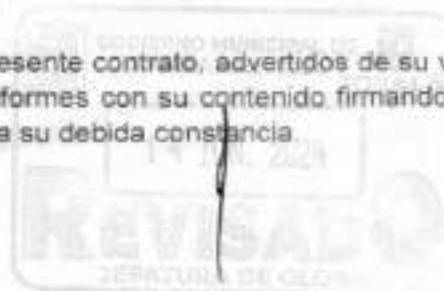 GOBIERNO MUNICIPAL DE
esente contrato, advertidos de su v
formes con su contenido firmando
a su debida constancia.
JUN. 2024
REVISADO
JEFATURA DE GLO